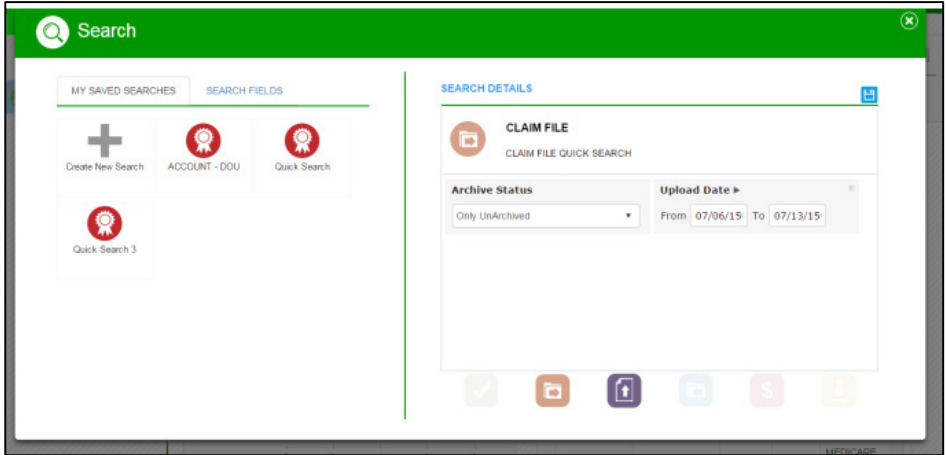 Search
MY SAVED SEARCHES
SEARCH FIELDS
Create New Search
ACCOUNT - DOU
Quick Search
Quick Search 3
SEARCH DETAILS
CLAIM FILE
CLAIM FILE QUICK SEARCH
Archive Status
Only UnArchived
Upload Date
From 07/06/15 To 07/13/15
$
MEDICARE